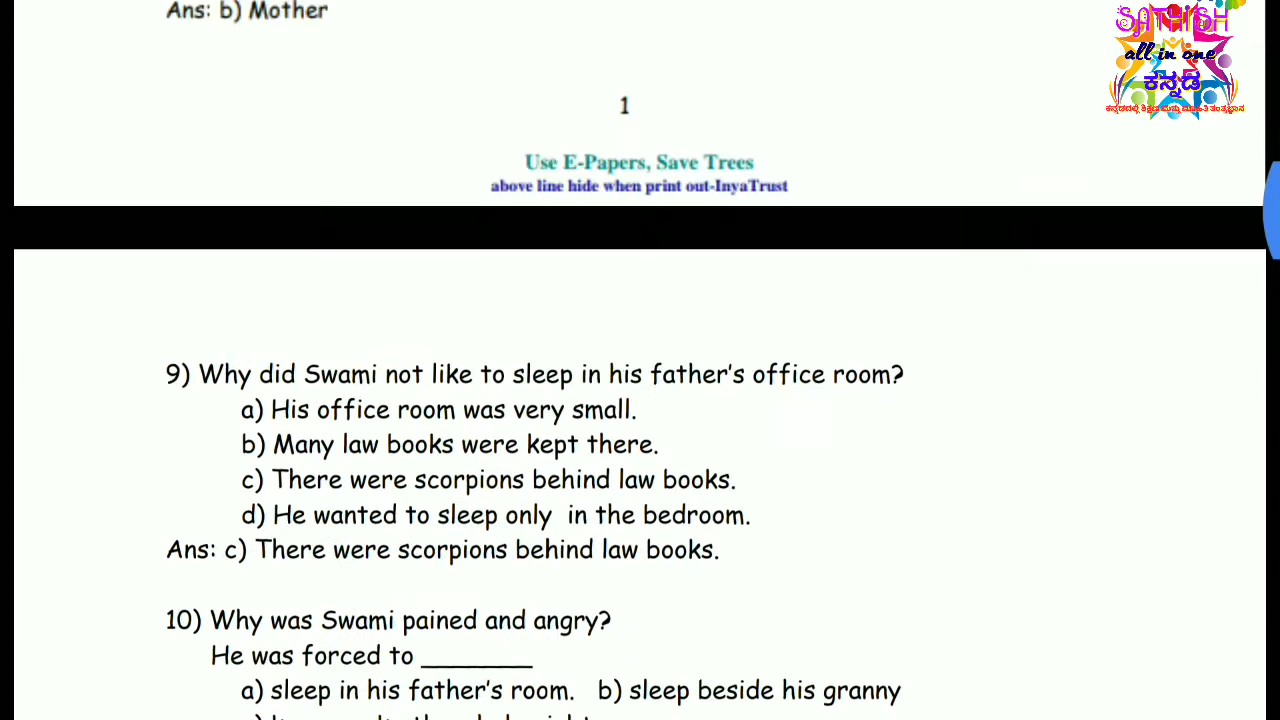 Ans: b) Mother
SATHISH
all in one
ಕನ್ನಡ
1
Use E-Papers, Save Trees
above line hide when print out-InyaTrust
9) Why did Swami not like to sleep in his father's office room?
a) His office room was very small.
b) Many law books were kept there.
c) There were scorpions behind law books.
d) He wanted to sleep only in the bedroom.
Ans: c) There were scorpions behind law books.
10) Why was Swami pained and angry?
He was forced to _______
a) sleep in his father's room. b) sleep beside his granny